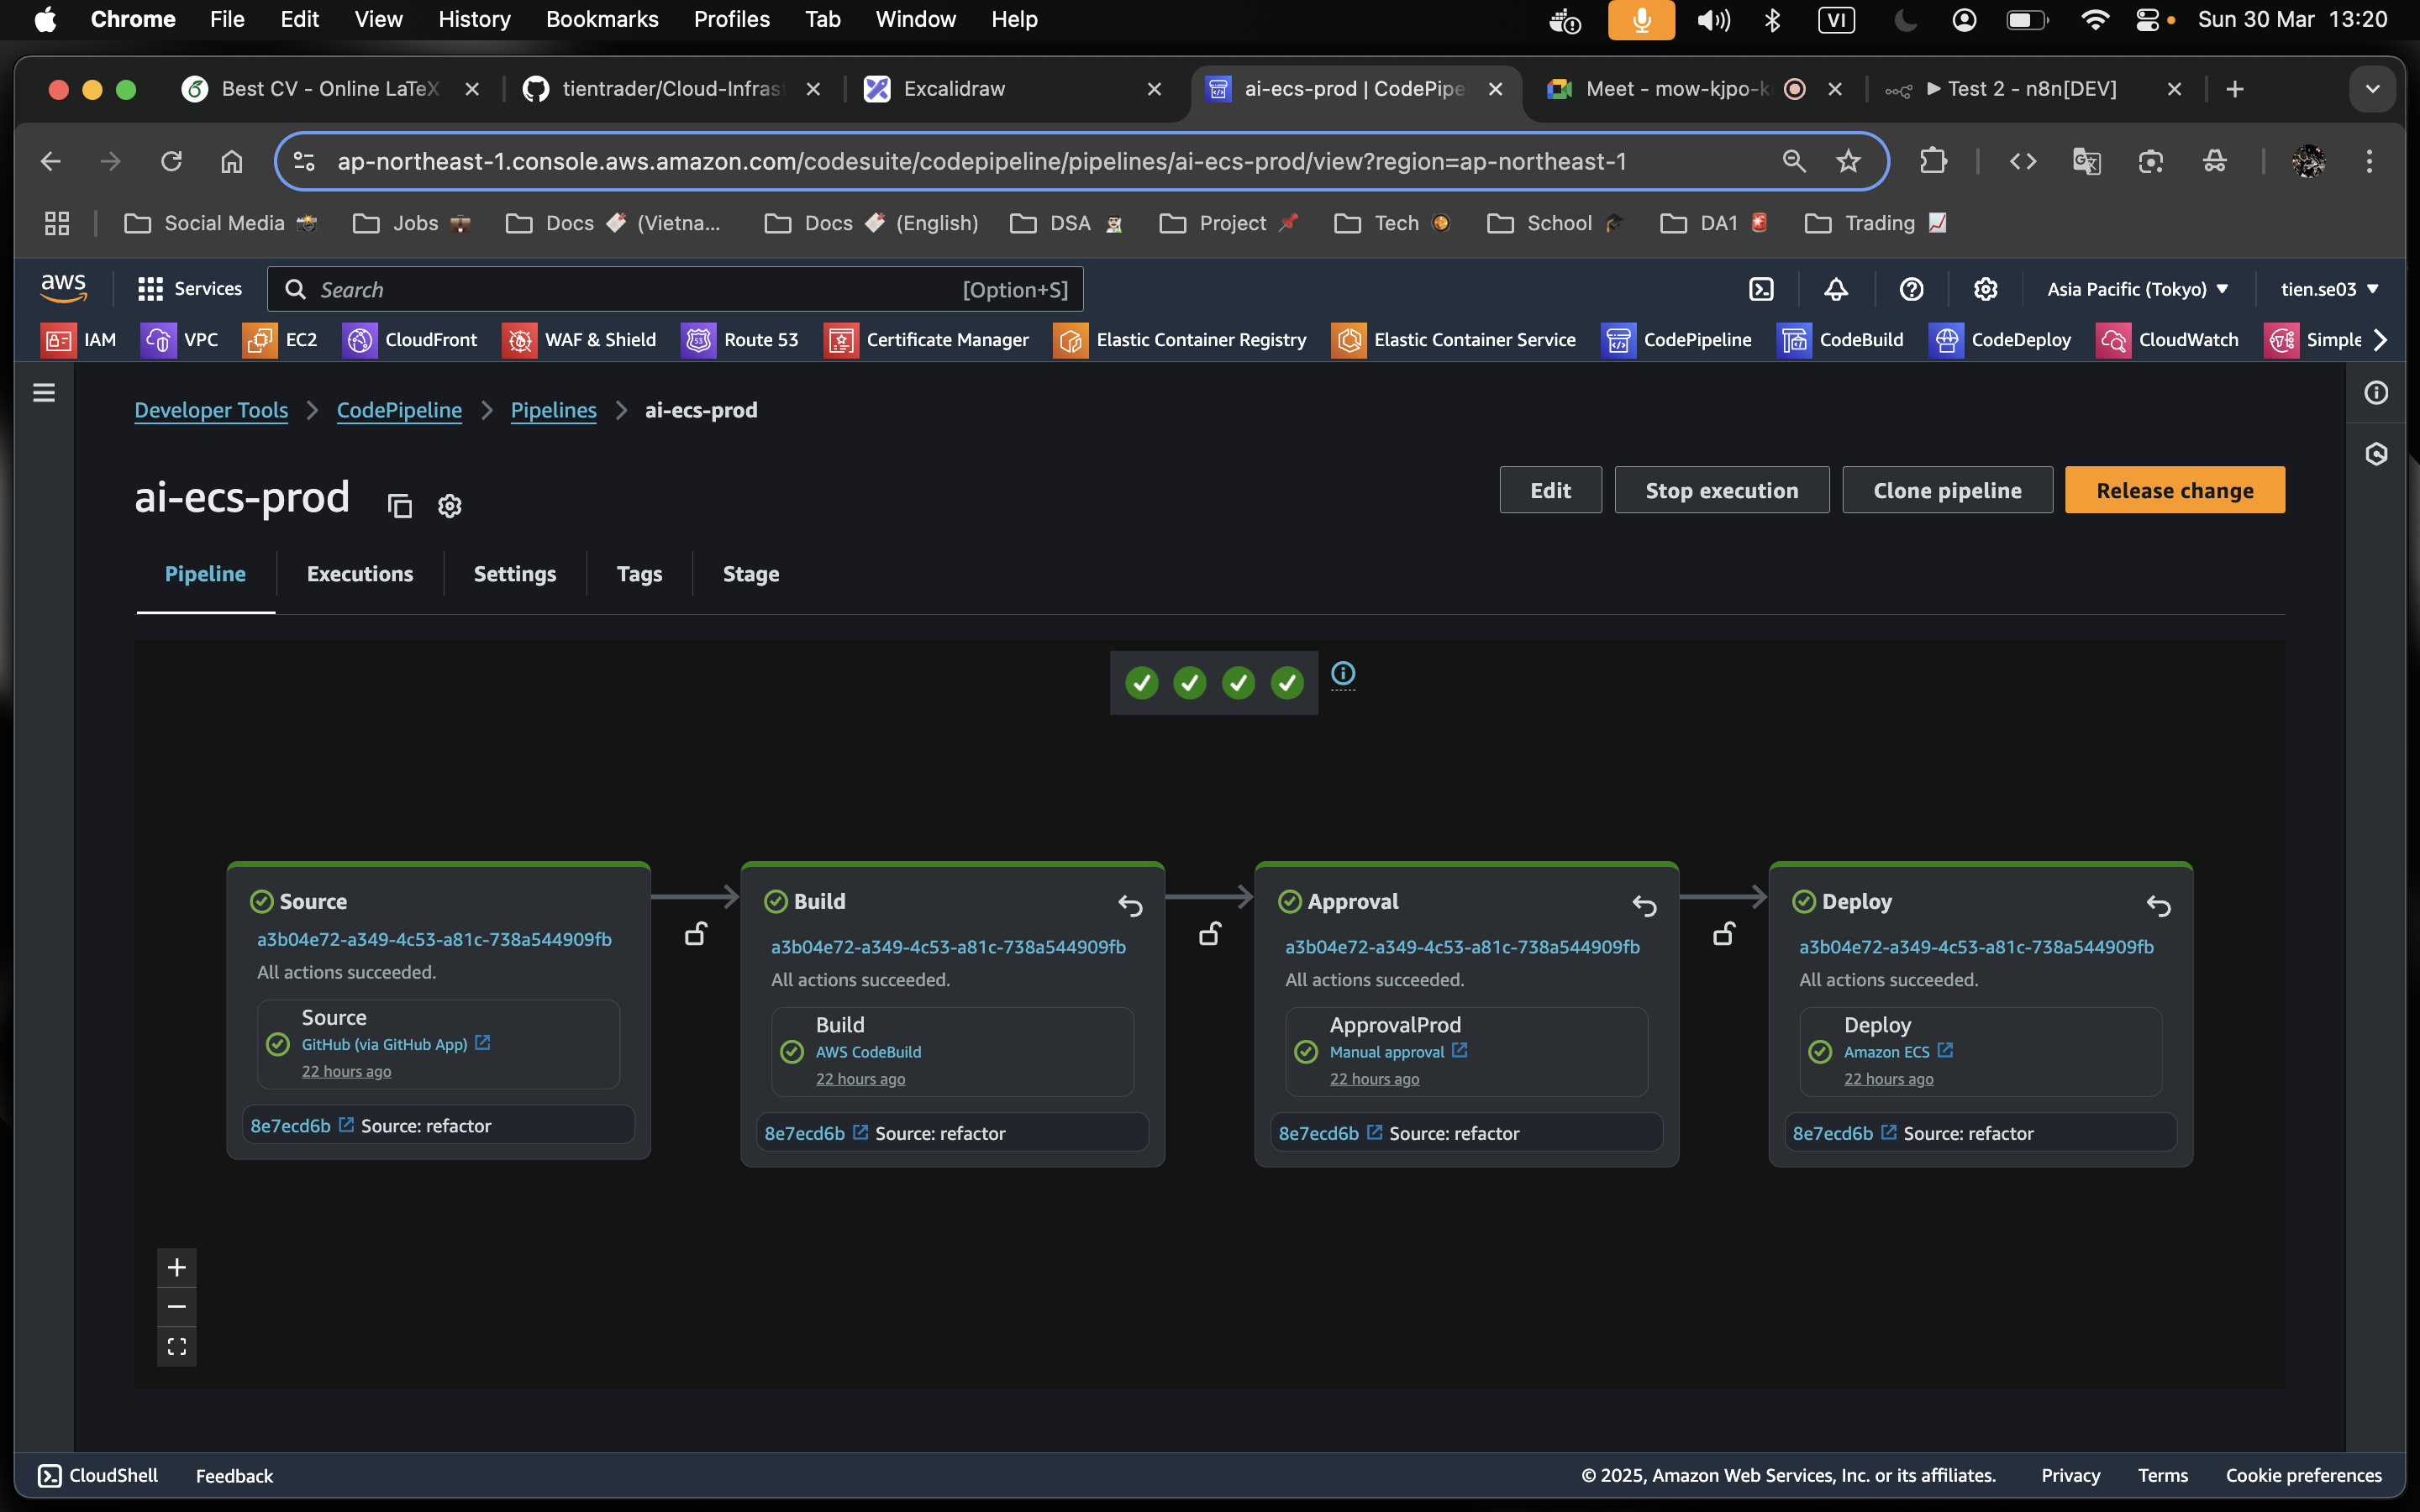 Chrome File Edit View History Bookmarks Profiles Tab Window Help VI Sun 30 Mar 13:20
Best CV - Online LaTeX tientrader/Cloud-Infrast Excalidraw ai-ecs-prod | CodePipe Meet - mow-kjpo-k ▶ Test 2 - n8n[DEV]
ap-northeast-1.console.aws.amazon.com/codesuite/codepipeline/pipelines/ai-ecs-prod/view?region=ap-northeast-1
Social Media Jobs Docs (Vietna... Docs (English) DSA Project Tech School DA1 Trading
aws Services Search [Option+S] Asia Pacific (Tokyo) tien.se03
IAM VPC EC2 CloudFront WAF & Shield Route 53 Certificate Manager Elastic Container Registry Elastic Container Service CodePipeline CodeBuild CodeDeploy CloudWatch Simple
Developer Tools CodePipeline Pipelines ai-ecs-prod
ai-ecs-prod Edit Stop execution Clone pipeline Release change
Pipeline Executions Settings Tags Stage
Source
a3b04e72-a349-4c53-a81c-738a544909fb
All actions succeeded.
Source
GitHub (via GitHub App)
22 hours ago
8e7ecd6b Source: refactor
Build
a3b04e72-a349-4c53-a81c-738a544909fb
All actions succeeded.
Build
AWS CodeBuild
22 hours ago
8e7ecd6b Source: refactor
Approval
a3b04e72-a349-4c53-a81c-738a544909fb
All actions succeeded.
ApprovalProd
Manual approval
22 hours ago
8e7ecd6b Source: refactor
Deploy
a3b04e72-a349-4c53-a81c-738a544909fb
All actions succeeded.
Deploy
Amazon ECS
22 hours ago
8e7ecd6b Source: refactor
CloudShell Feedback © 2025, Amazon Web Services, Inc. or its affiliates. Privacy Terms Cookie preferences